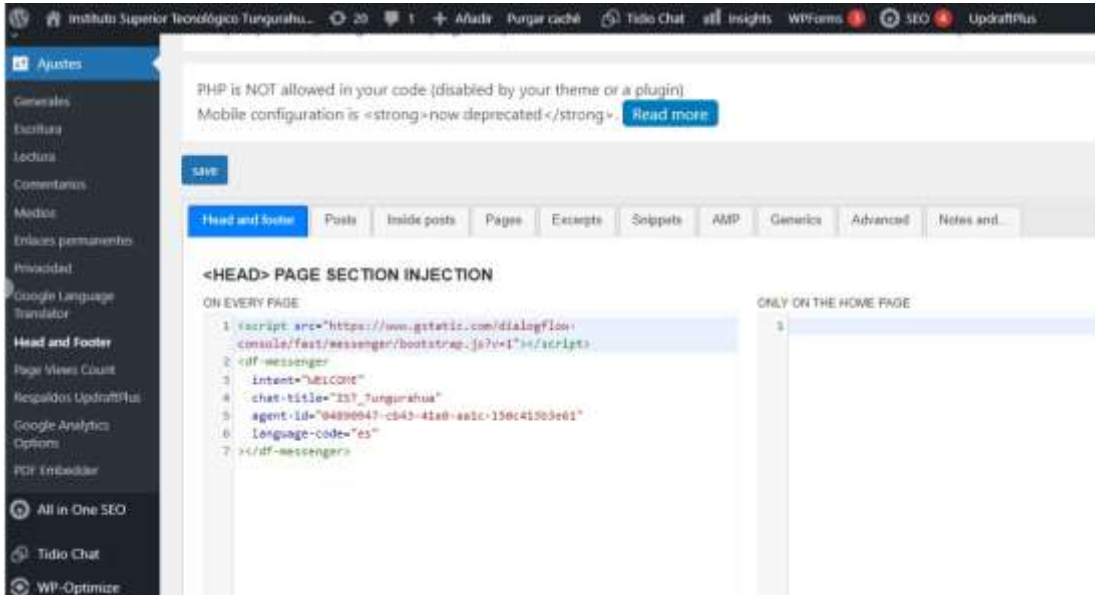 Instituto Superior Tecnológico Tungurahu... 20 1 + Añadir Purgar caché Tidio Chat Insights WPForms 3 SEO 4 UpdraftPlus
Ajustes
Generales
Escritura
Lectura
Comentarios
Medios
Enlaces permanentes
Privacidad
Google Language
Translator
Head and Footer
Page Views Count
Respaldos UpdraftPlus
Google Analytics
Options
PDF Embedder
All in One SEO
Tidio Chat
WP-Optimize
PHP is NOT allowed in your code (disabled by your theme or a plugin)
Mobile configuration is <strong>now deprecated</strong>. Read more
save
Head and footer Posts Inside posts Pages Excerpts Snippets AMP Generics Advanced Notes and...
<HEAD> PAGE SECTION INJECTION
ON EVERY PAGE
1 <script src="https://www.gstatic.com/dialogflow-
console/fast/messenger/bootstrap.js?v=1"></script>
2 <df-messenger
3 intent="WELCOME"
4 chat-title="IST_Tungurahua"
5 agent-id=
6 language-code="es"
7 ></df-messenger>
ONLY ON THE HOME PAGE
1